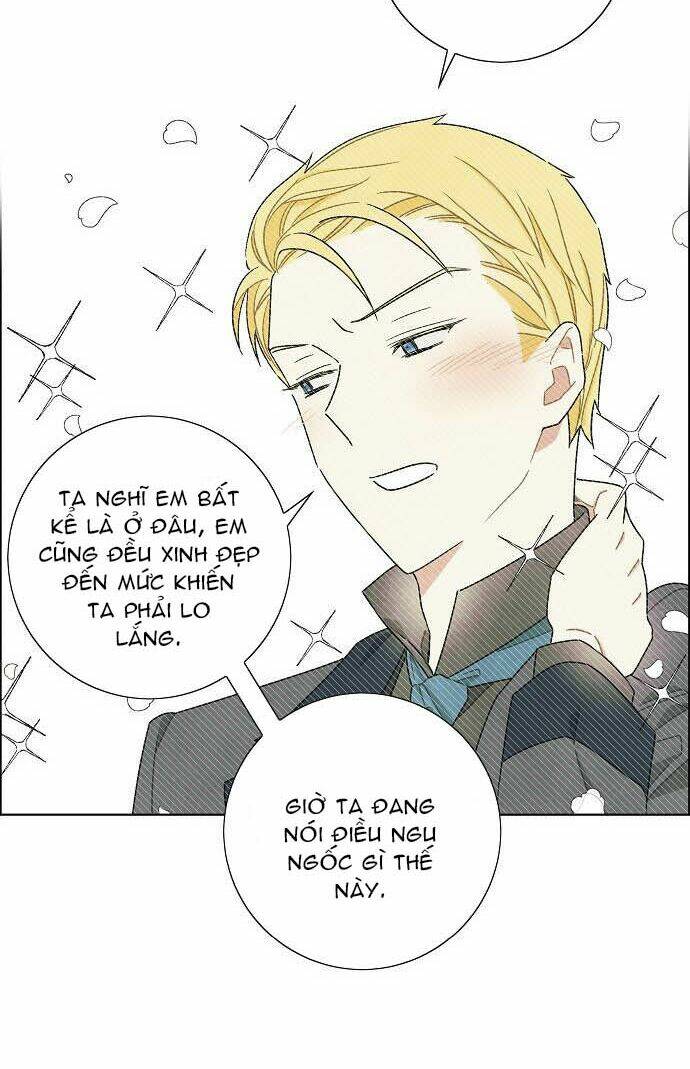 TA NGHĨ EM BẤT
KỂ LÀ Ở ĐÂU, EM
CŨNG ĐỀU XINH ĐẸP
ĐẾN MỨC KHIẾN
TA PHẢI LO
LẮNG.
GIỜ TA ĐANG
NÓI ĐIỀU NGU
NGỐC GÌ THẾ
NÀY.